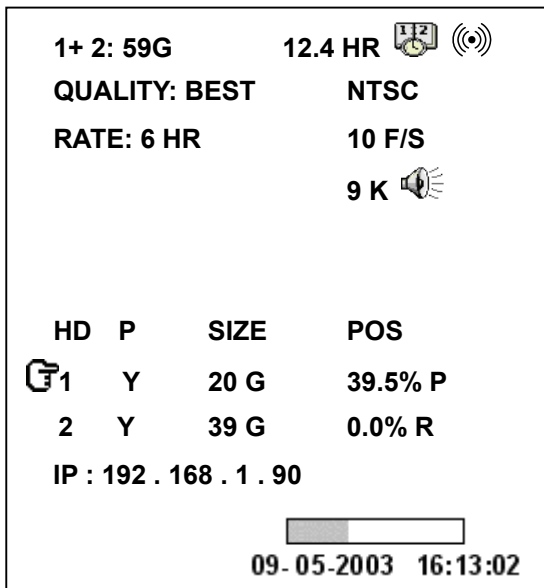 1+ 2: 59G 12.4 HR
QUALITY: BEST NTSC
RATE: 6 HR 10 F/S
9 K
HD P SIZE POS
1 Y 20 G 39.5% P
2 Y 39 G 0.0% R
IP : 192 . 168 . 1 . 90
09- 05-2003 16:13:02